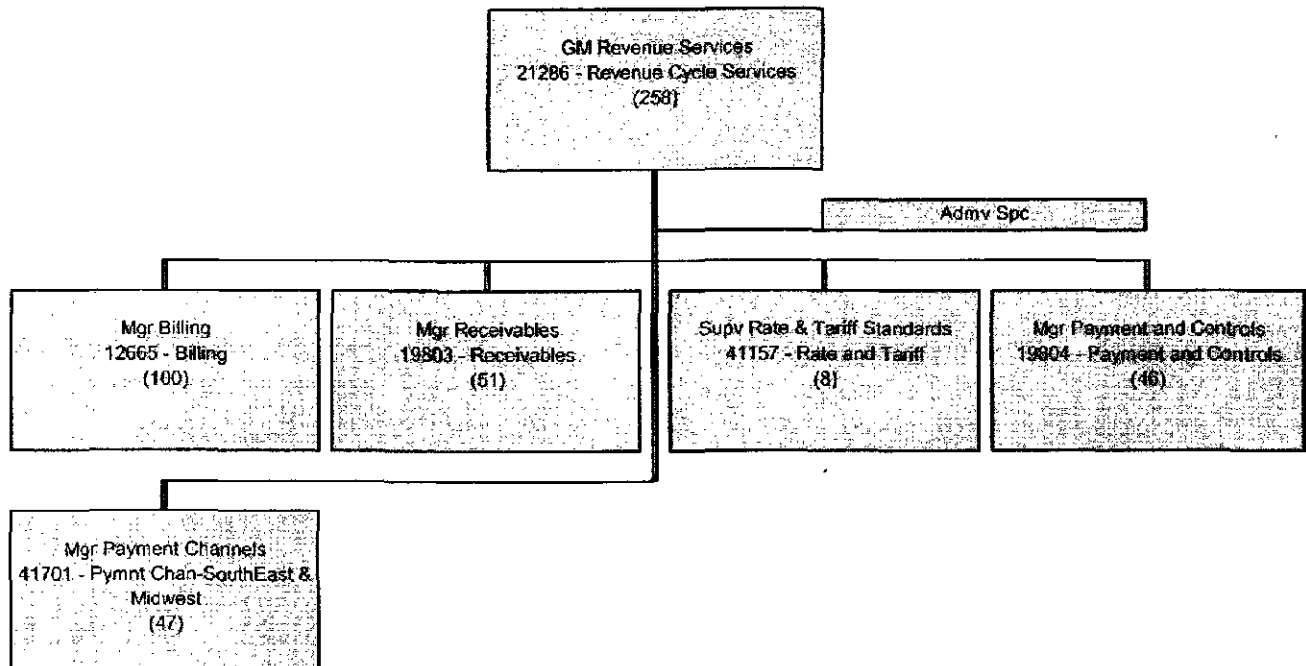 GM Revenue Services
21286 - Revenue Cycle Services
(258)
Admv Spc
Mgr Billing
12665 - Billing
(100)
Mgr Receivables
19803 - Receivables
(51)
Supv Rate & Tariff Standards
41157 - Rate and Tariff
(8)
Mgr Payment and Controls
19804 - Payment and Controls
(46)
Mgr Payment Channels
41701 - Pymnt Chan-SouthEast &
Midwest
(47)